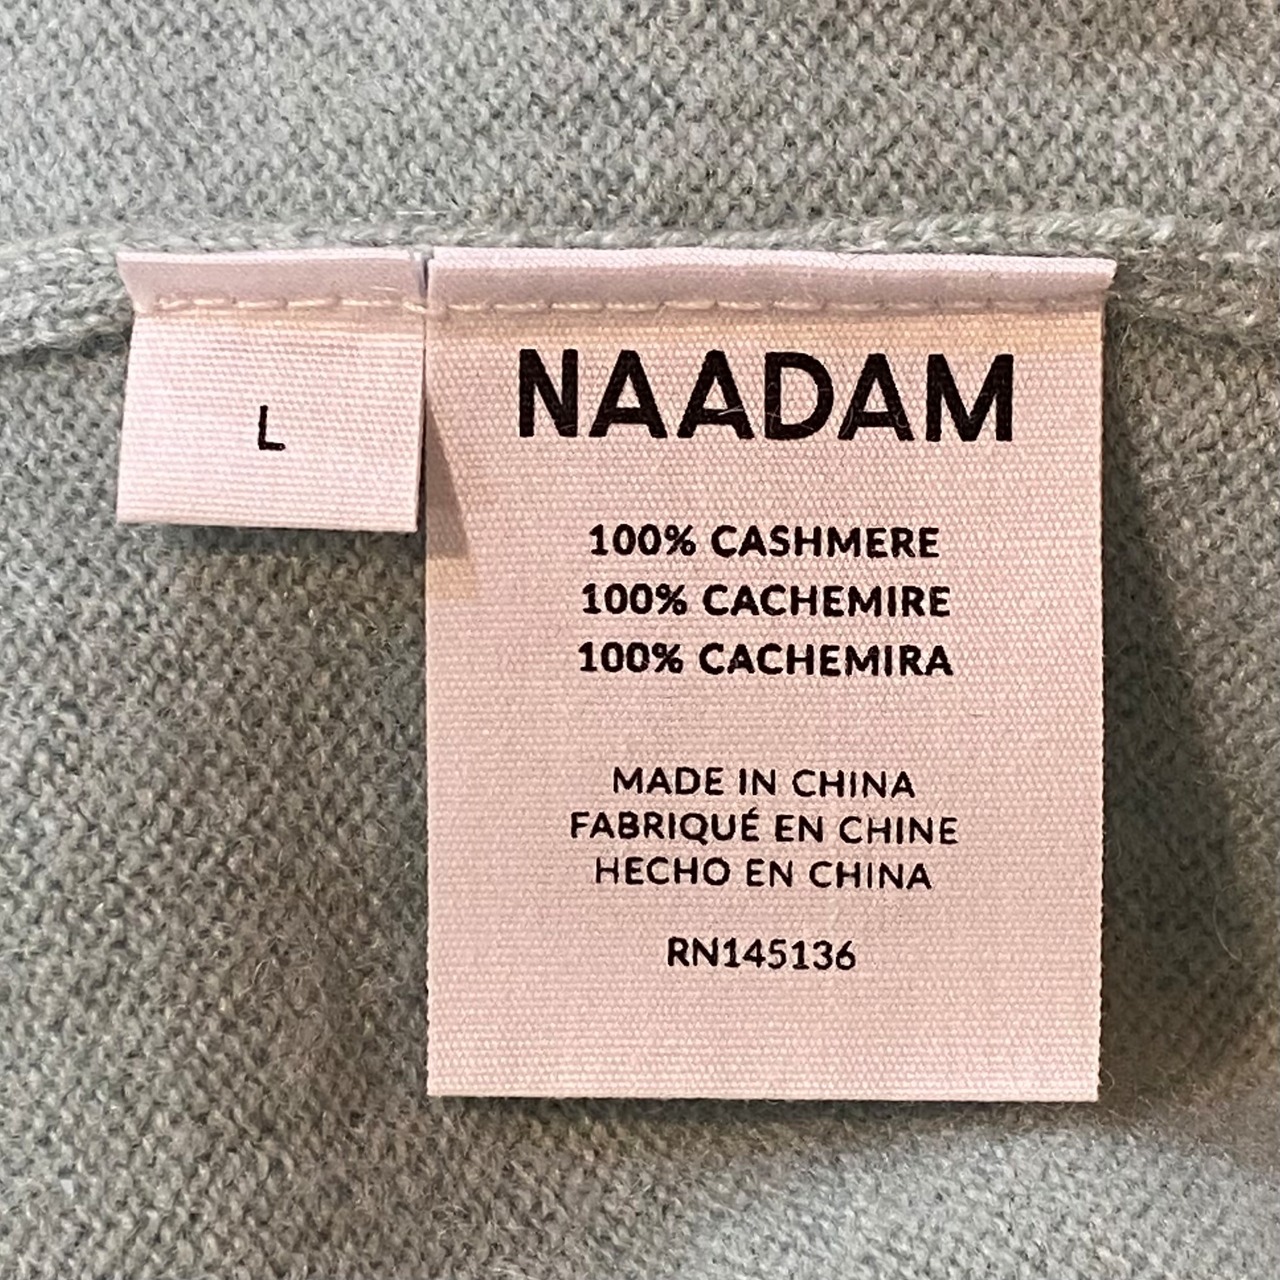 L
NAADAM
100% CASHMERE
100% CACHEMIRE
100% CACHEMIRA
MADE IN CHINA
FABRIQUÉ EN CHINE
HECHO EN CHINA
RN145136